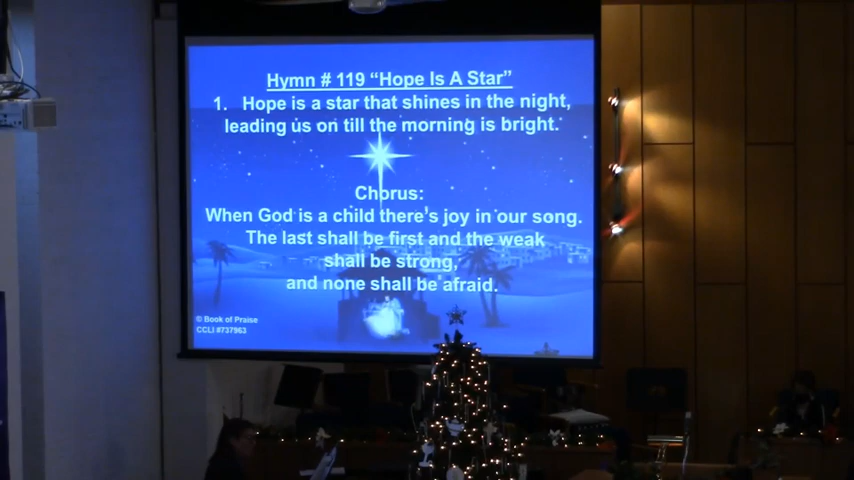 Hymn # 119 “Hope Is A Star”
1. Hope is a star that shines in the night,
leading us on till the morning is bright.
Chorus:
When God is a child there's joy in our song.
The last shall be first and the weak
shall be strong,
and none shall be afraid.
© Book of Praise
CCLI #737963